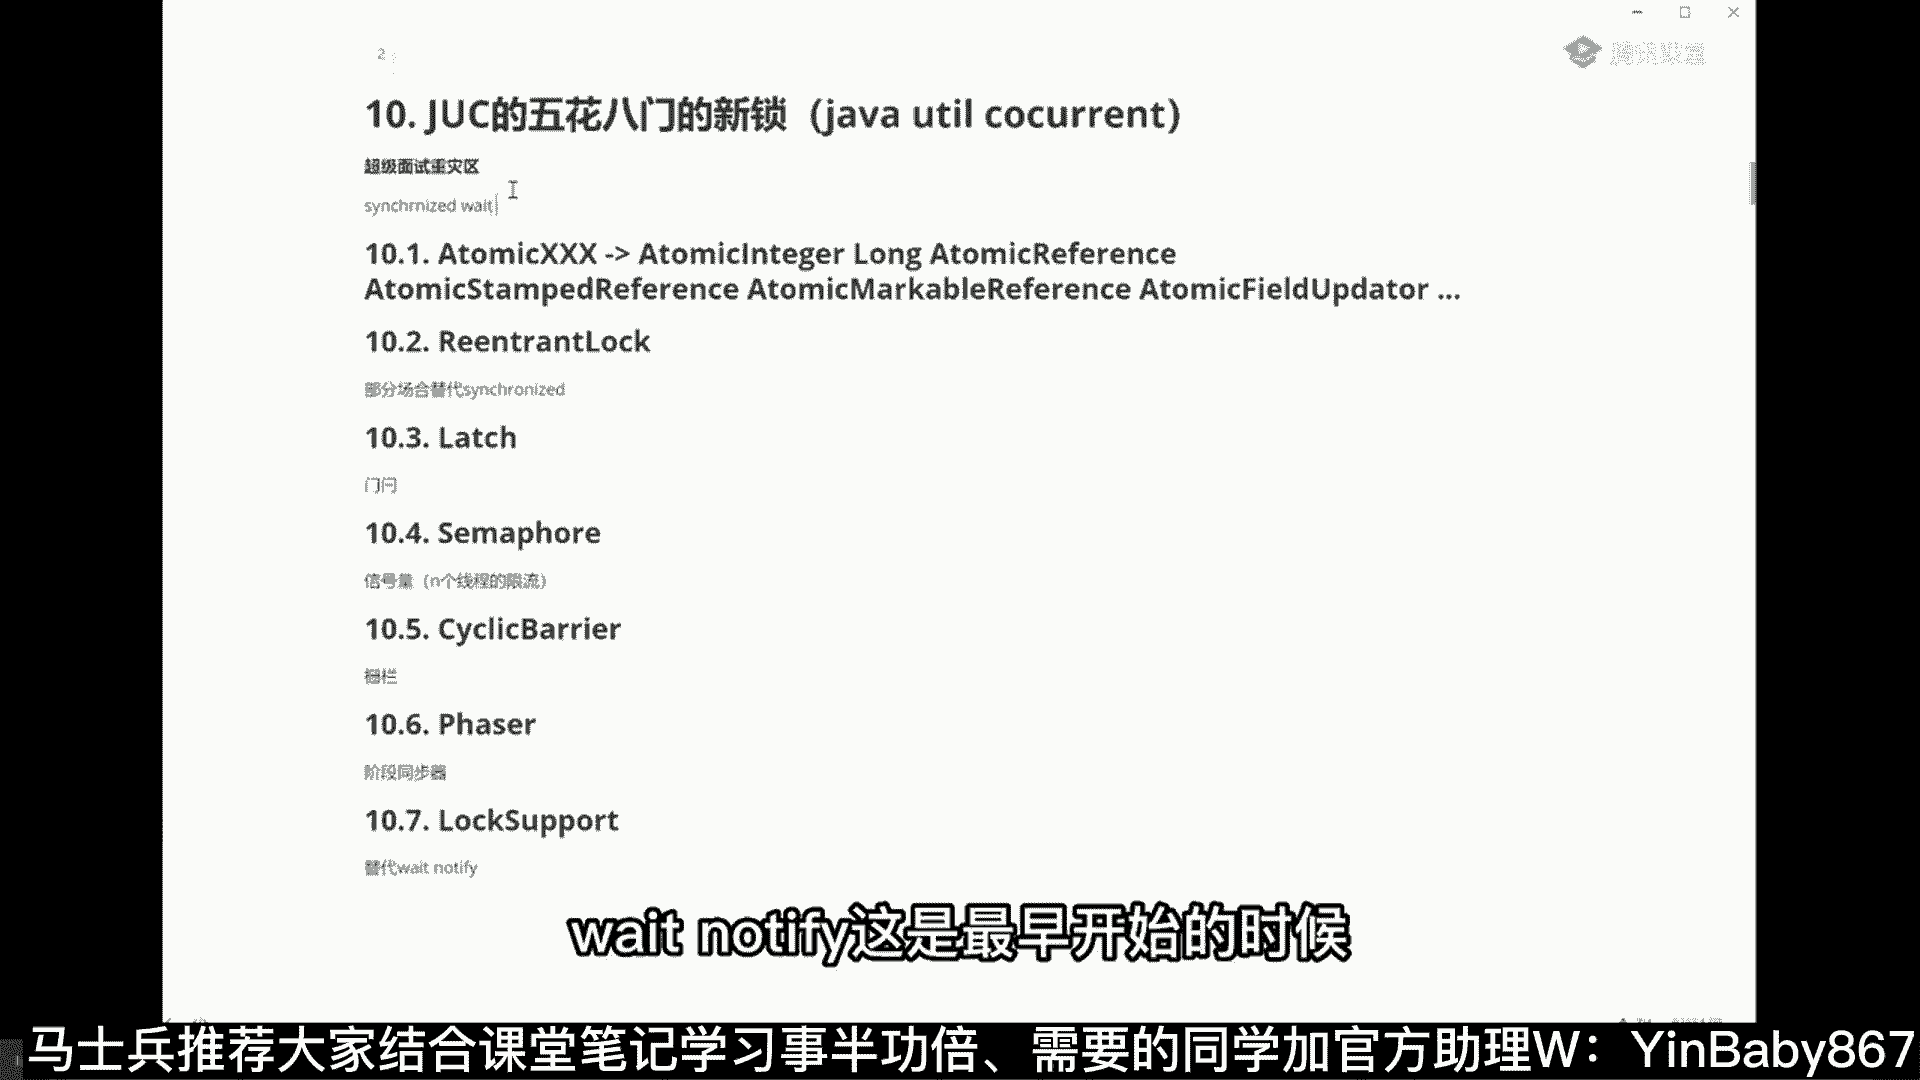 2
腾讯课堂
10. JUC的五花八门的新锁（java util cocurrent）
超级面试重灾区
synchrnized wait
10.1. AtomicXXX -> AtomicInteger Long AtomicReference
AtomicStampedReference AtomicMarkableReference AtomicFieldUpdator ...
10.2. ReentrantLock
部分场合替代synchronized
10.3. Latch
门闩
10.4. Semaphore
信号量（n个线程的限流）
10.5. CyclicBarrier
栅栏
10.6. Phaser
阶段同步器
10.7. LockSupport
替代wait notify
wait notify这是最早开始的时候
马士兵推荐大家结合课堂笔记学习事半功倍、需要的同学加官方助理W：YinBaby867